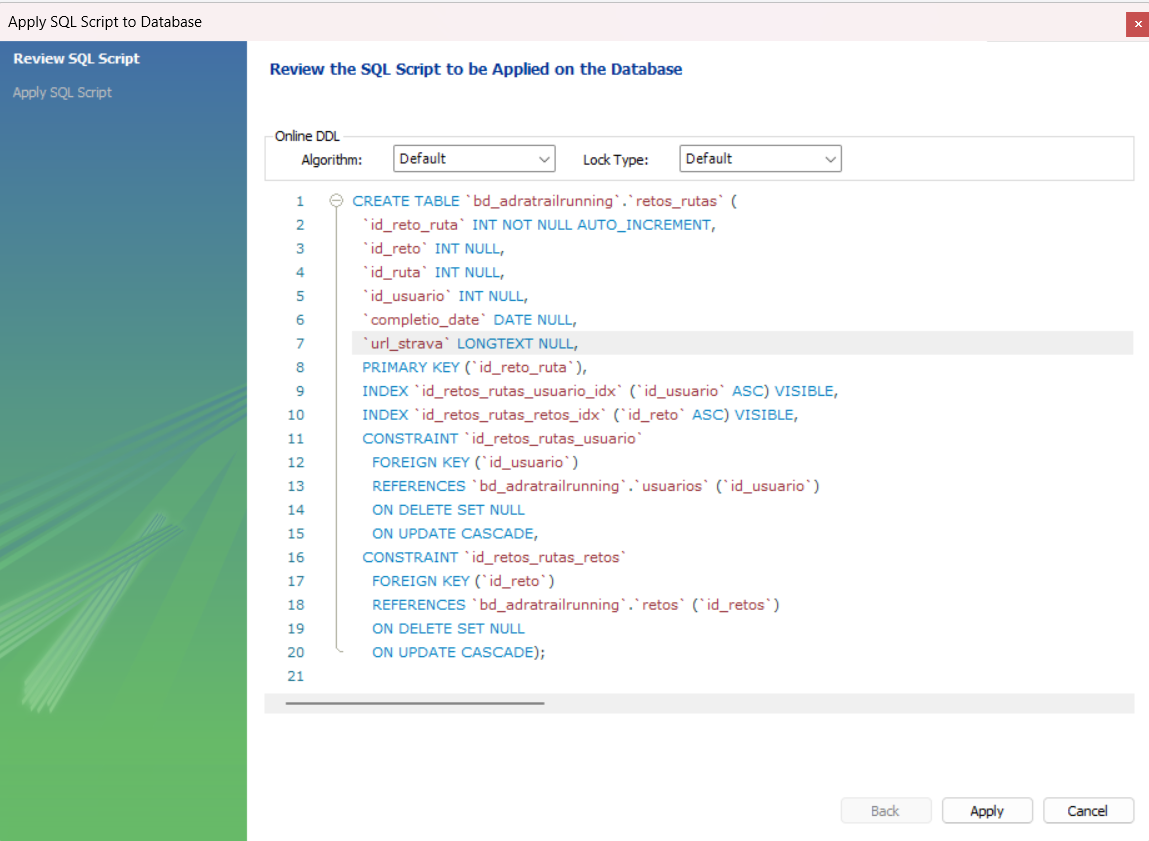 Apply SQL Script to Database
Review SQL Script
Apply SQL Script
Review the SQL Script to be Applied on the Database
Online DDL
Algorithm: Default Lock Type: Default
1 CREATE TABLE `bd_adratrailrunning`.`retos_rutas` (
2 `id_reto_ruta` INT NOT NULL AUTO_INCREMENT,
3 `id_reto` INT NULL,
4 `id_ruta` INT NULL,
5 `id_usuario` INT NULL,
6 `completio_date` DATE NULL,
7 `url_strava` LONGTEXT NULL,
8 PRIMARY KEY (`id_reto_ruta`),
9 INDEX `id_retos_rutas_usuario_idx` (`id_usuario` ASC) VISIBLE,
10 INDEX `id_retos_rutas_retos_idx` (`id_reto` ASC) VISIBLE,
11 CONSTRAINT `id_retos_rutas_usuario`
12 FOREIGN KEY (`id_usuario`)
13 REFERENCES `bd_adratrailrunning`.`usuarios` (`id_usuario`)
14 ON DELETE SET NULL
15 ON UPDATE CASCADE,
16 CONSTRAINT `id_retos_rutas_retos`
17 FOREIGN KEY (`id_reto`)
18 REFERENCES `bd_adratrailrunning`.`retos` (`id_retos`)
19 ON DELETE SET NULL
20 ON UPDATE CASCADE);
21
Back Apply Cancel